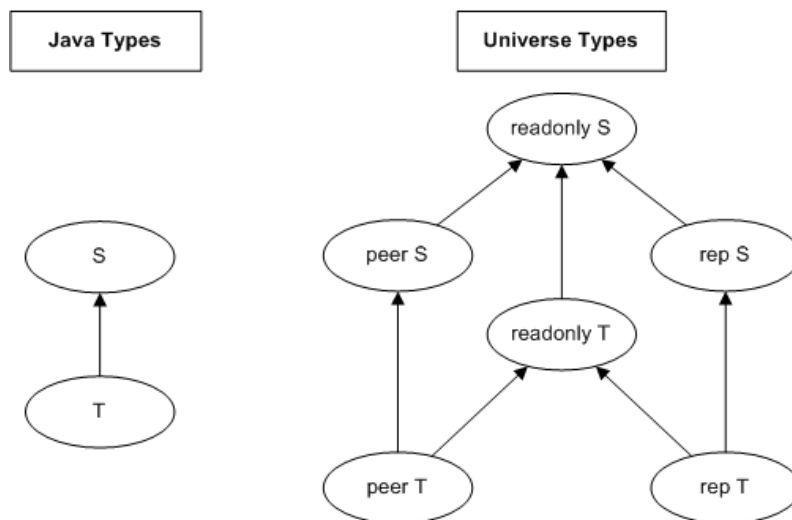 Java Types
Universe Types
readonly S
S
peer S
rep S
readonly T
T
peer T
rep T